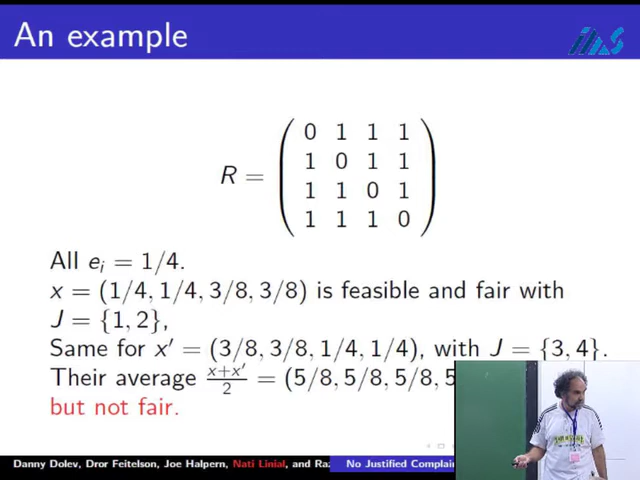 An example
iMS
R =
0 1 1 1
1 0 1 1
1 1 0 1
1 1 1 0
All e_i = 1/4.
x = (1/4, 1/4, 3/8, 3/8) is feasible and fair with
J = {1, 2},
Same for x′ = (3/8, 3/8, 1/4, 1/4), with J = {3, 4}.
Their average x+x′/2 = (5/8, 5/8, 5/8, 5
but not fair.
Danny Dolev, Dror Feitelson, Joe Halpern, Nati Linial, and Raz No Justified Complain